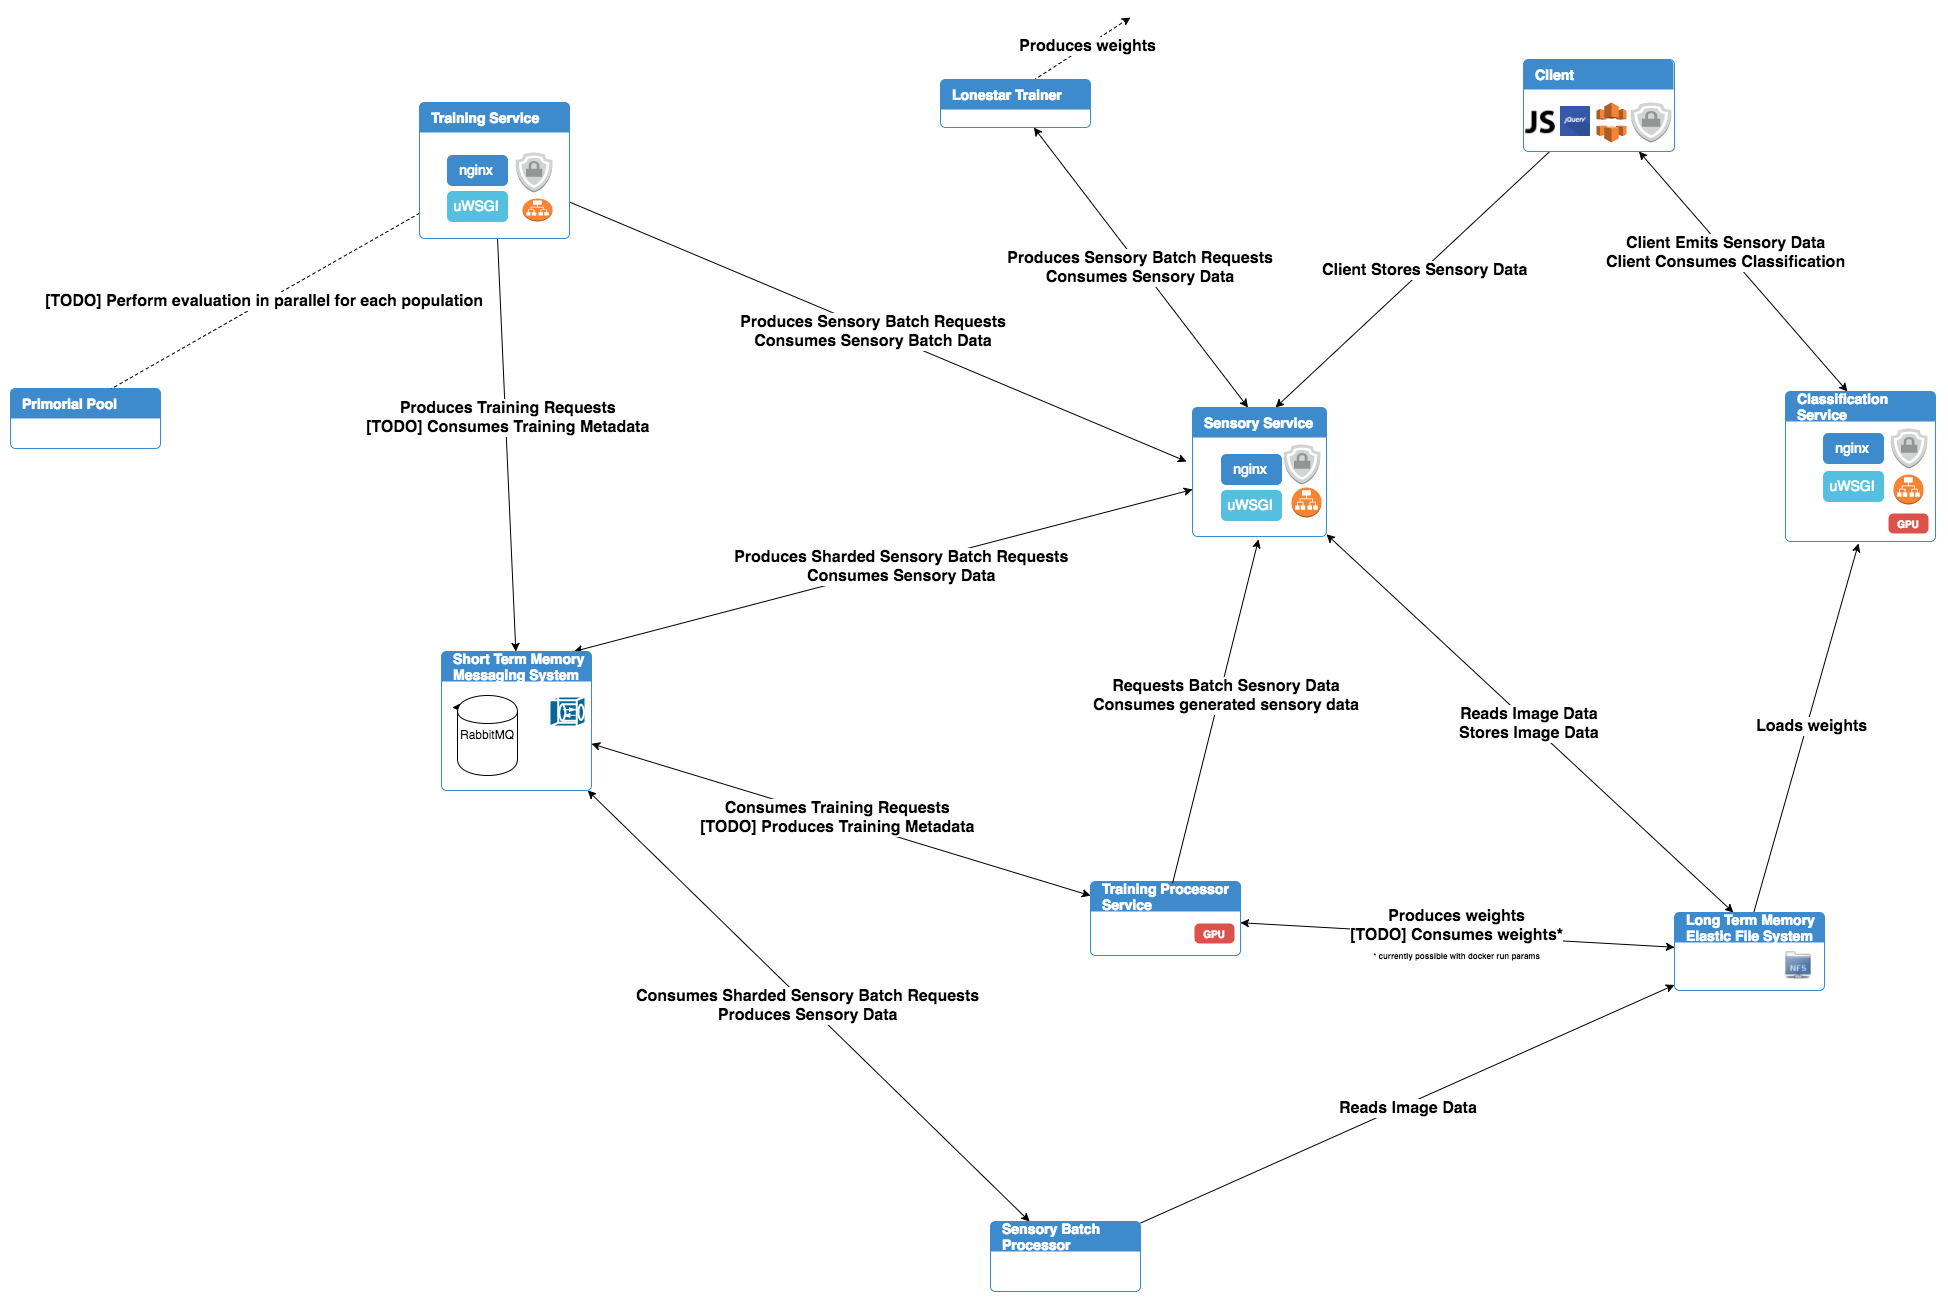 Produces weights
Lonestar Trainer
Client
JS
jQuery
Training Service
nginx
uWSGI
Client Emits Sensory Data
Client Consumes Classification
Produces Sensory Batch Requests
Consumes Sensory Data
Client Stores Sensory Data
[TODO] Perform evaluation in parallel for each population
Produces Sensory Batch Requests
Consumes Sensory Batch Data
Primorial Pool
Produces Training Requests
[TODO] Consumes Training Metadata
Sensory Service
nginx
uWSGI
Classification
Service
nginx
uWSGI
GPU
Produces Sharded Sensory Batch Requests
Consumes Sensory Data
Short Term Memory
Messaging System
RabbitMQ
Requests Batch Sesnory Data
Consumes generated sensory data
Reads Image Data
Stores Image Data
Loads weights
Consumes Training Requests
[TODO] Produces Training Metadata
Training Processor
Service
GPU
Produces weights
[TODO] Consumes weights*
* currently possible with docker run params
Long Term Memory
Elastic File System
NFS
Consumes Sharded Sensory Batch Requests
Produces Sensory Data
Reads Image Data
Sensory Batch
Processor